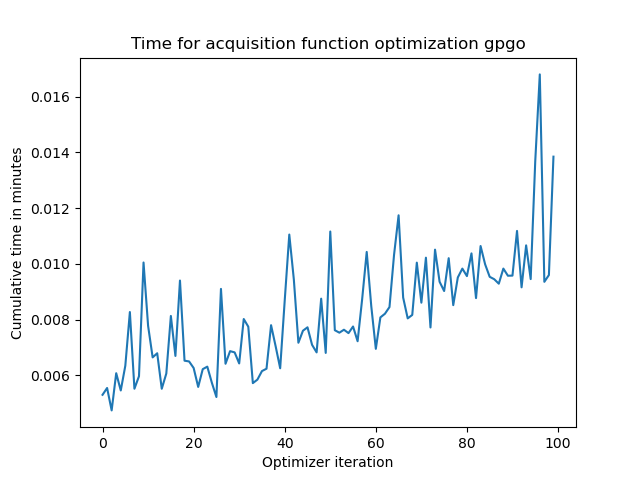 Time for acquisition function optimization gpgo
0.016
0.014
0.012
0.010
0.008
0.006
Cumulative time in minutes
0 20 40 60 80 100
Optimizer iteration